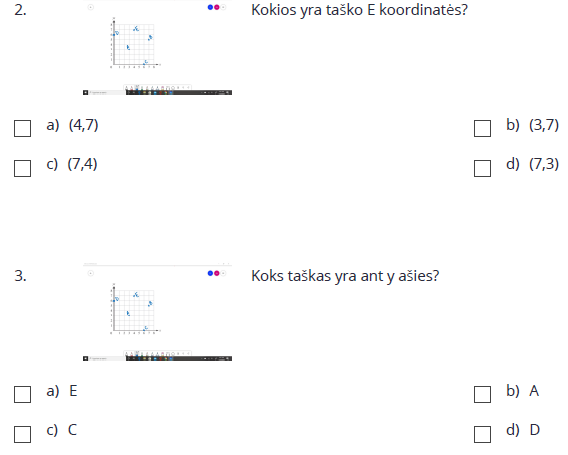 2. Kokios yra taško E koordinatės?
a) (4,7) b) (3,7)
c) (7,4) d) (7,3)
3. Koks taškas yra ant y ašies?
a) E b) A
c) C d) D